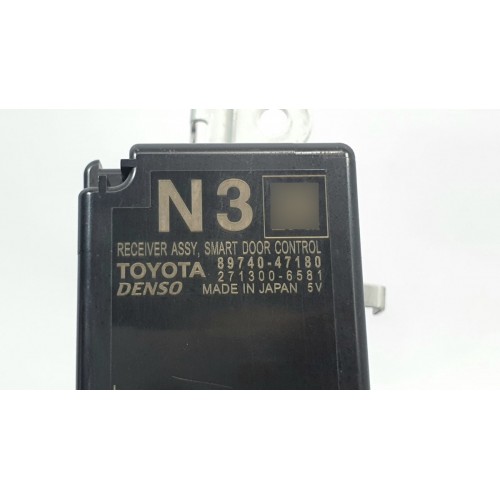 N3
RECEIVER ASSY, SMART DOOR CONTROL
TOYOTA 89740-47180
DENSO 271300-6581
MADE IN JAPAN 5V